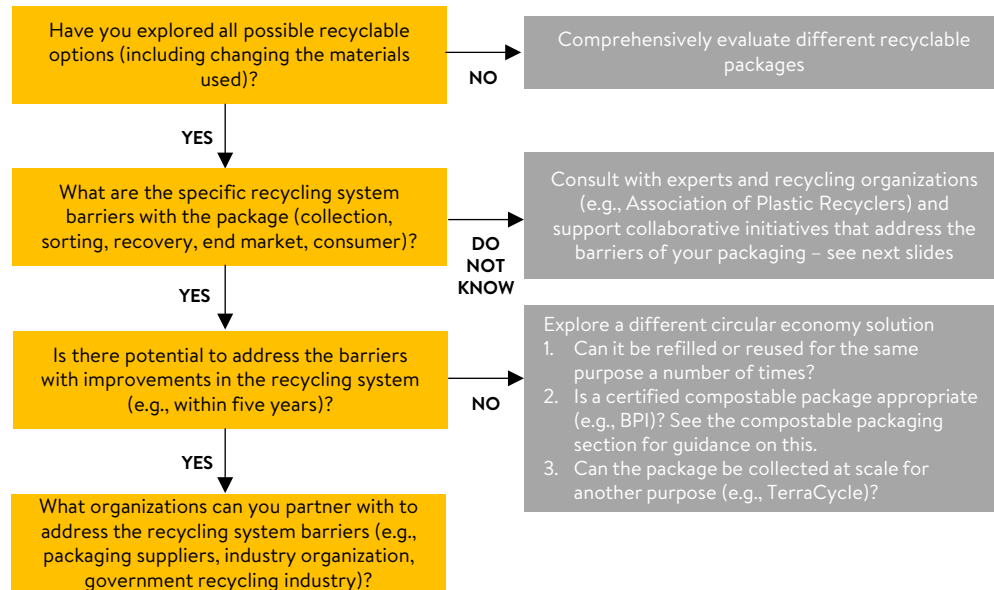 Have you explored all possible recyclable
options (including changing the materials
used)?
NO
Comprehensively evaluate different recyclable
packages
YES
What are the specific recycling system
barriers with the package (collection,
sorting, recovery, end market, consumer)?
DO
NOT
KNOW
Consult with experts and recycling organizations
(e.g., Association of Plastic Recyclers) and
support collaborative initiatives that address the
barriers of your packaging – see next slides
YES
Is there potential to address the barriers
with improvements in the recycling system
(e.g., within five years)?
NO
Explore a different circular economy solution
1. Can it be refilled or reused for the same
purpose a number of times?
2. Is a certified compostable package appropriate
(e.g., BPI)? See the compostable packaging
section for guidance on this.
3. Can the package be collected at scale for
another purpose (e.g., TerraCycle)?
YES
What organizations can you partner with to
address the recycling system barriers (e.g.,
packaging suppliers, industry organization,
government recycling industry)?